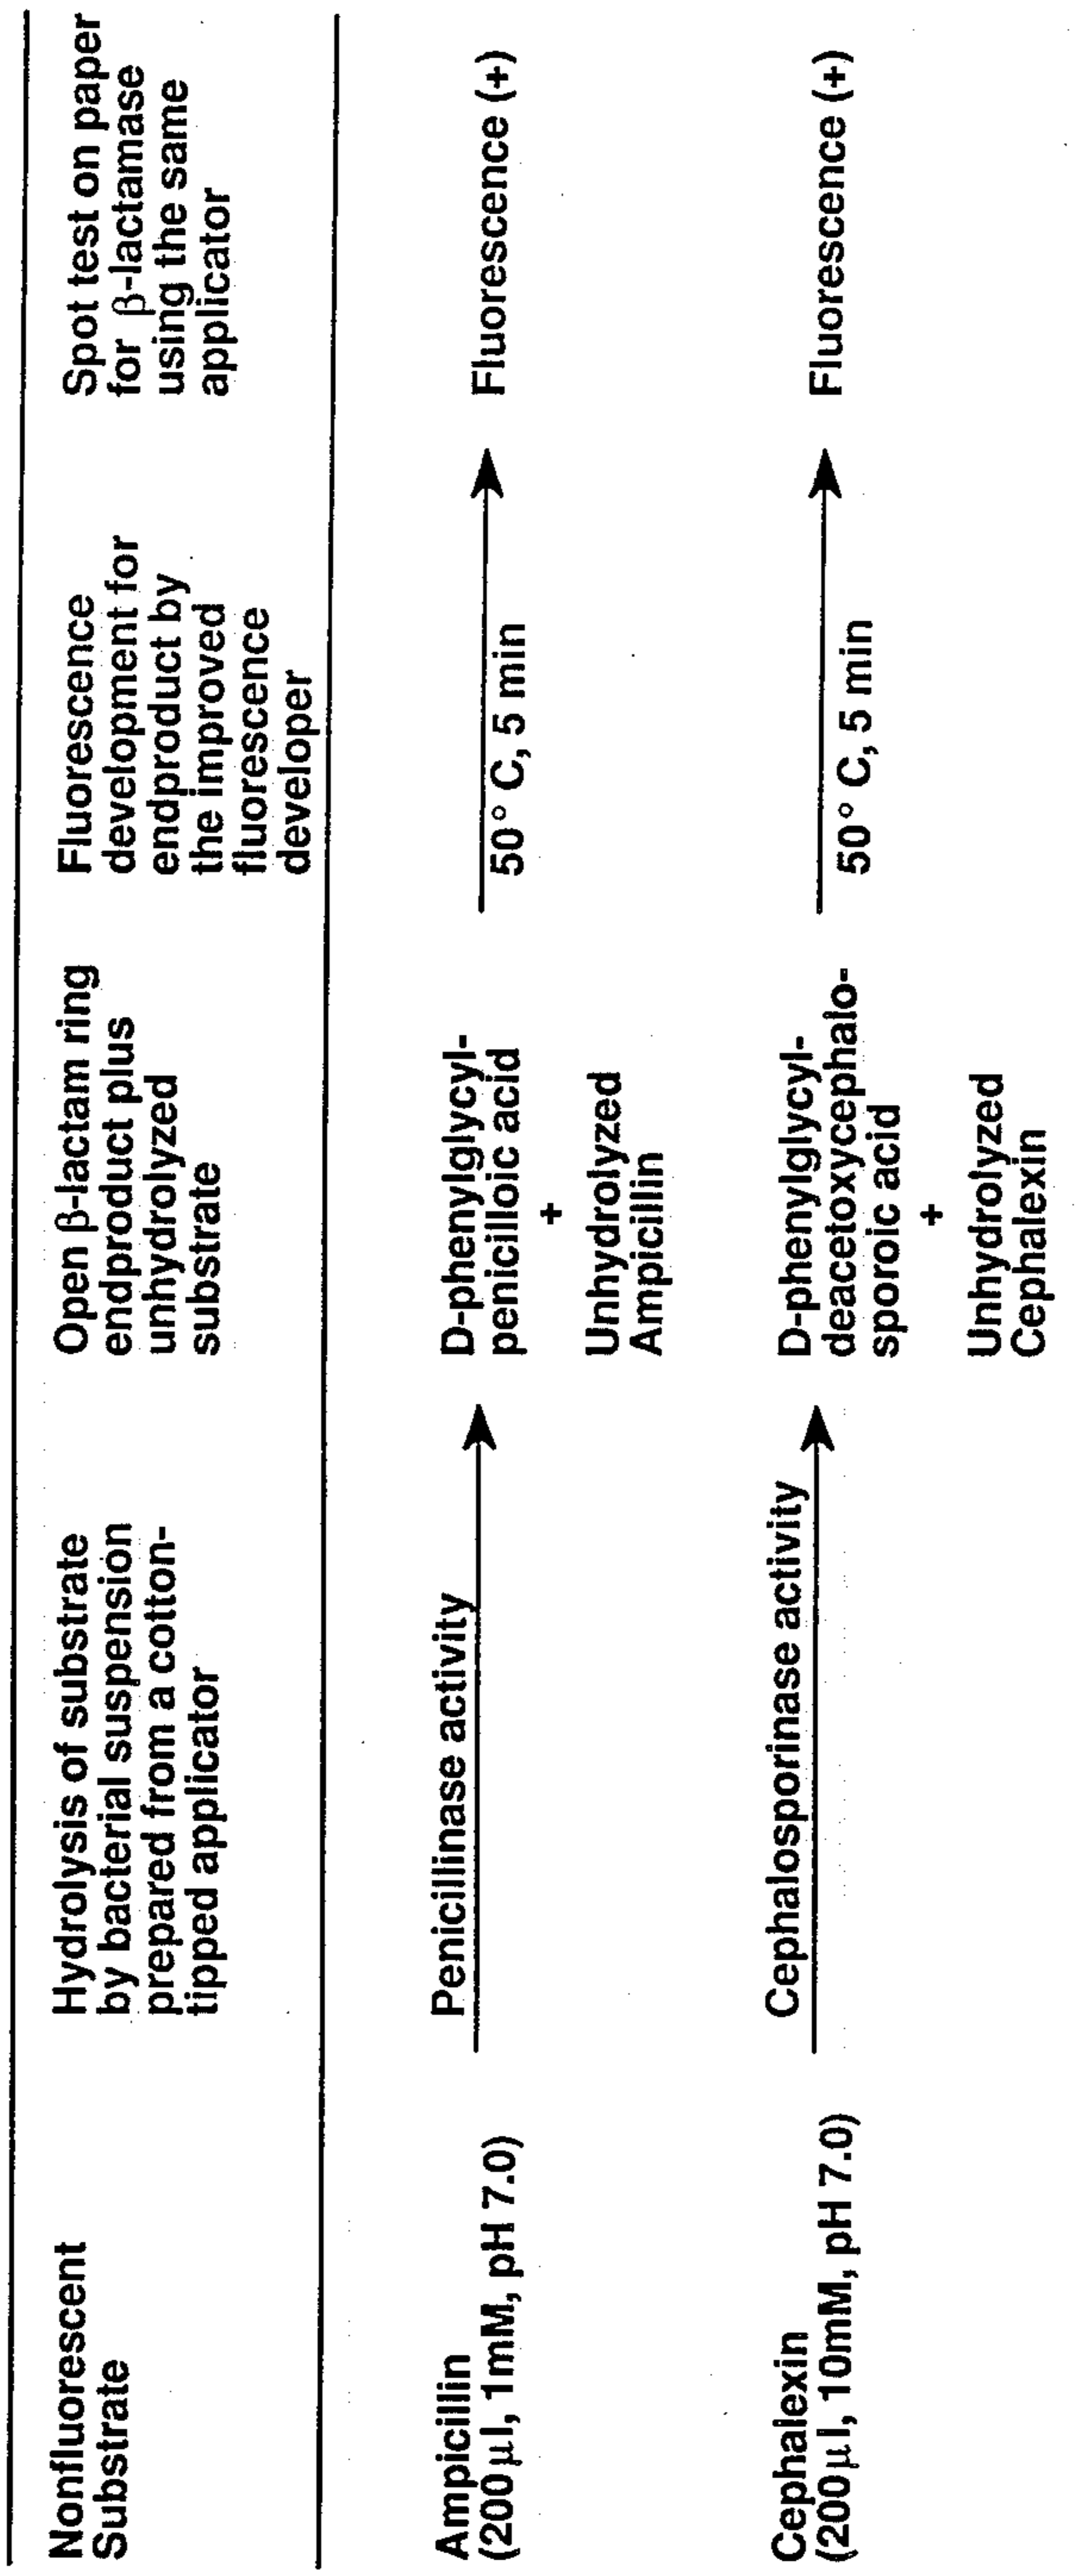 Nonfluorescent
Substrate
Hydrolysis of substrate
by bacterial suspension
prepared from a cotton-
tipped applicator
Open β-lactam ring
endproduct plus
unhydrolyzed
substrate
Fluorescence
development for
endproduct by
the improved
fluorescence
developer
Spot test on paper
for β-lactamase
using the same
applicator
Ampicillin
(200 µl, 1mM, pH 7.0)
Penicillinase activity
D-phenylglycyl-
penicilloic acid
+
Unhydrolyzed
Ampicillin
50° C, 5 min
Fluorescence (+)
Cephalexin
(200 µl, 10mM, pH 7.0)
Cephalosporinase activity
D-phenylglycyl-
deacetoxycephalo-
sporoic acid
+
Unhydrolyzed
Cephalexin
50° C, 5 min
Fluorescence (+)